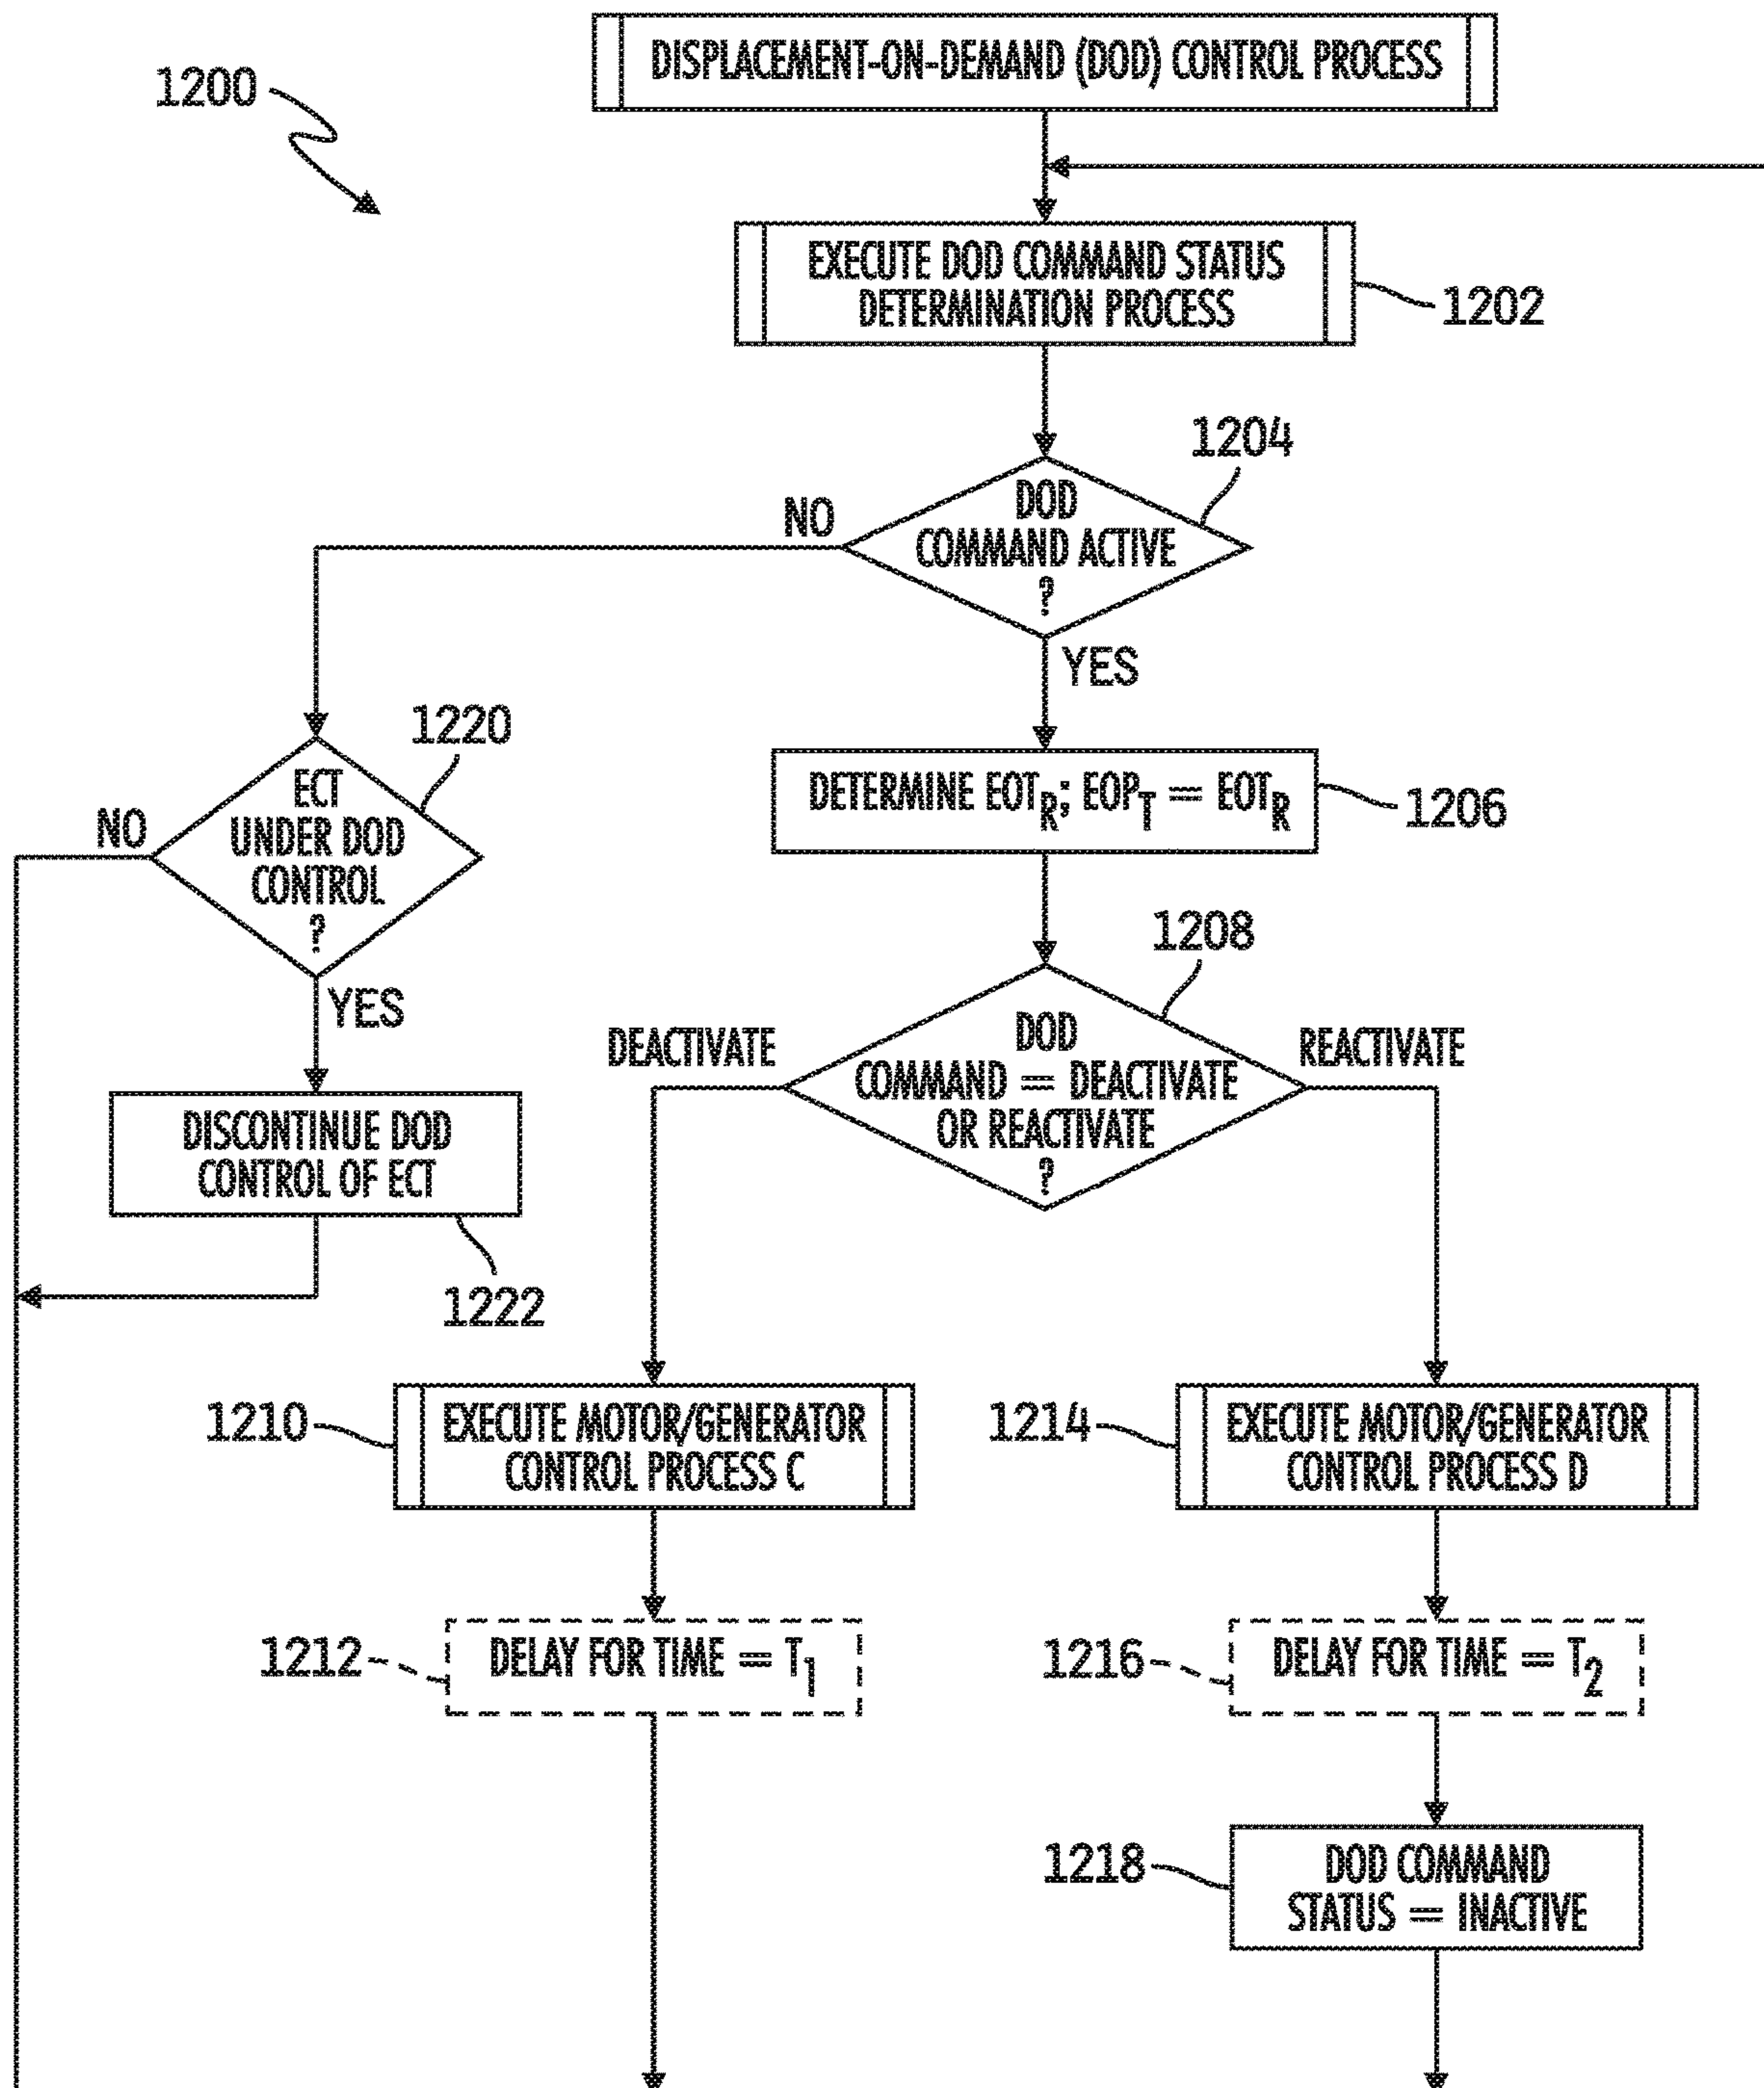 DISPLACEMENT-ON-DEMAND (DOD) CONTROL PROCESS
1200
EXECUTE DOD COMMAND STATUS
DETERMINATION PROCESS
1202
1204
DOD
COMMAND ACTIVE
?
NO
YES
1220
ECT
UNDER DOD
CONTROL
?
NO
YES
DETERMINE EOTR; EOPT = EOTR
1206
1208
DOD
COMMAND = DEACTIVATE
OR REACTIVATE
?
DEACTIVATE
REACTIVATE
DISCONTINUE DOD
CONTROL OF ECT
1222
1210
EXECUTE MOTOR/GENERATOR
CONTROL PROCESS C
1214
EXECUTE MOTOR/GENERATOR
CONTROL PROCESS D
1212
DELAY FOR TIME = T1
1216
DELAY FOR TIME = T2
1218
DOD COMMAND
STATUS = INACTIVE